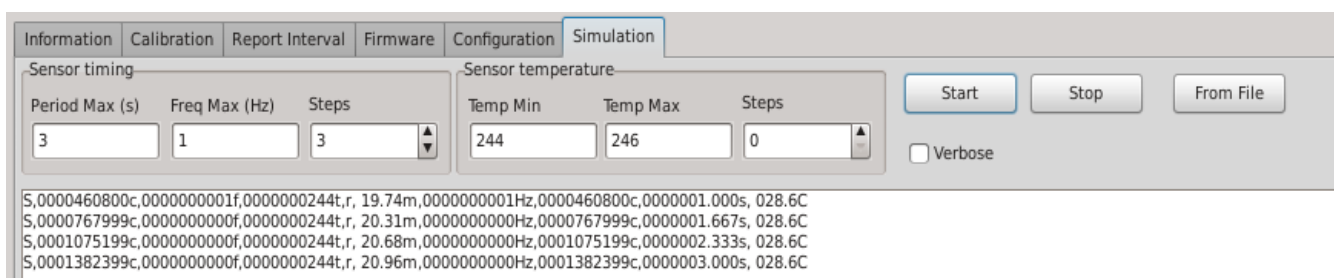 Information Calibration Report Interval Firmware Configuration Simulation
Sensor timing Sensor temperature
Period Max (s) Freq Max (Hz) Steps Temp Min Temp Max Steps Start Stop From File
3 1 3 244 246 0
Verbose
S,0000460800c,0000000001f,0000000244t,r, 19.74m,0000000001Hz,0000460800c,0000001.000s, 028.6C
S,0000767999c,0000000000f,0000000244t,r, 20.31m,0000000000Hz,0000767999c,0000001.667s, 028.6C
S,0001075199c,0000000000f,0000000244t,r, 20.68m,0000000000Hz,0001075199c,0000002.333s, 028.6C
S,0001382399c,0000000000f,0000000244t,r, 20.96m,0000000000Hz,0001382399c,0000003.000s, 028.6C